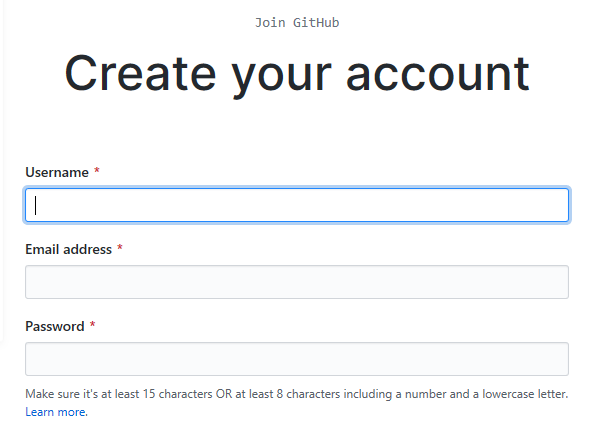 Join GitHub
Create your account
Username *
Email address *
Password *
Make sure it's at least 15 characters OR at least 8 characters including a number and a lowercase letter.
Learn more.